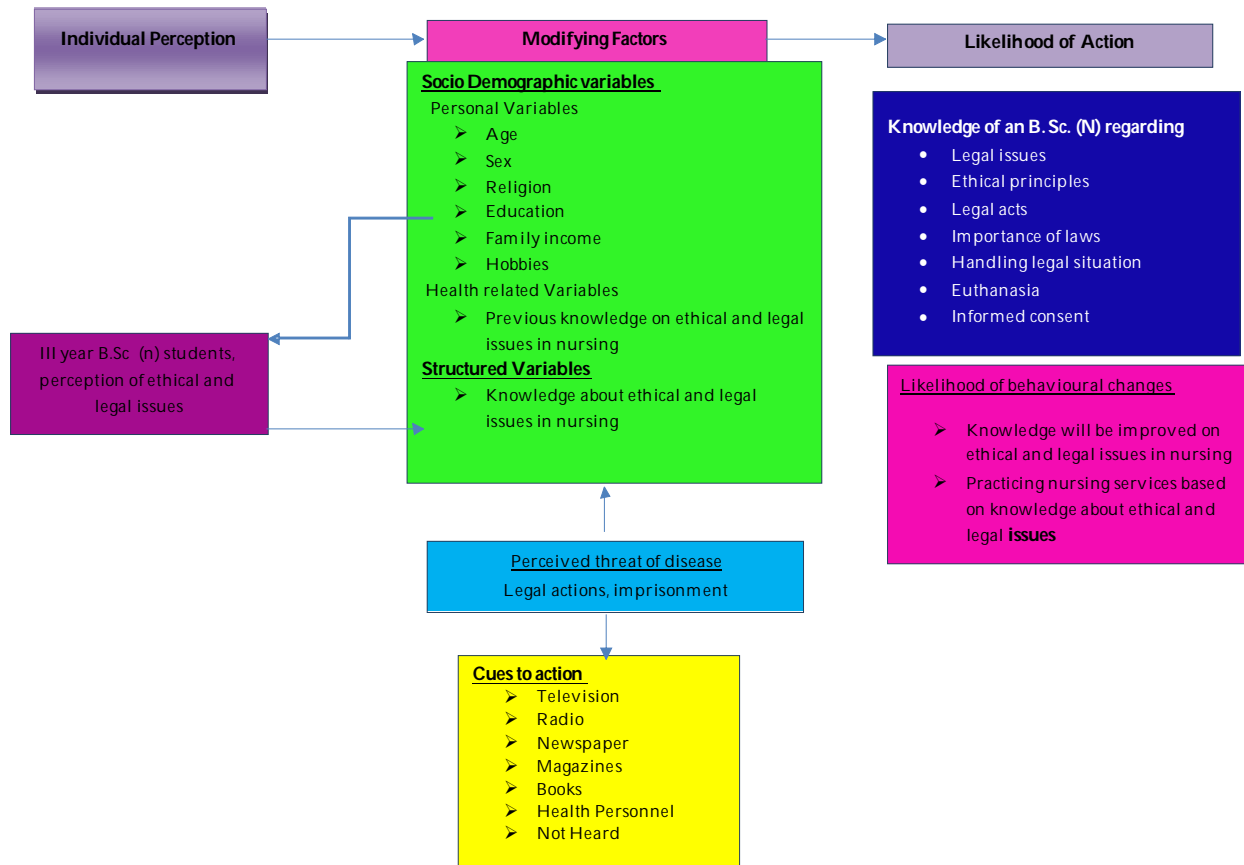 Individual Perception
Modifying Factors
Likelihood of Action
Socio Demographic variables
Personal Variables
➢ Age
➢ Sex
➢ Religion
➢ Education
➢ Family income
➢ Hobbies
Health related Variables
➢ Previous knowledge on ethical and legal
issues in nursing
Structured Variables
➢ Knowledge about ethical and legal
issues in nursing
Knowledge of an B. Sc. (N) regarding
• Legal issues
• Ethical principles
• Legal acts
• Importance of laws
• Handling legal situation
• Euthanasia
• Informed consent
III year B.Sc (n) students,
perception of ethical and
legal issues
Likelihood of behavioural changes
➢ Knowledge will be improved on
ethical and legal issues in nursing
➢ Practicing nursing services based
on knowledge about ethical and
legal issues
Perceived threat of disease
Legal actions, imprisonment
Cues to action
➢ Television
➢ Radio
➢ Newspaper
➢ Magazines
➢ Books
➢ Health Personnel
➢ Not Heard